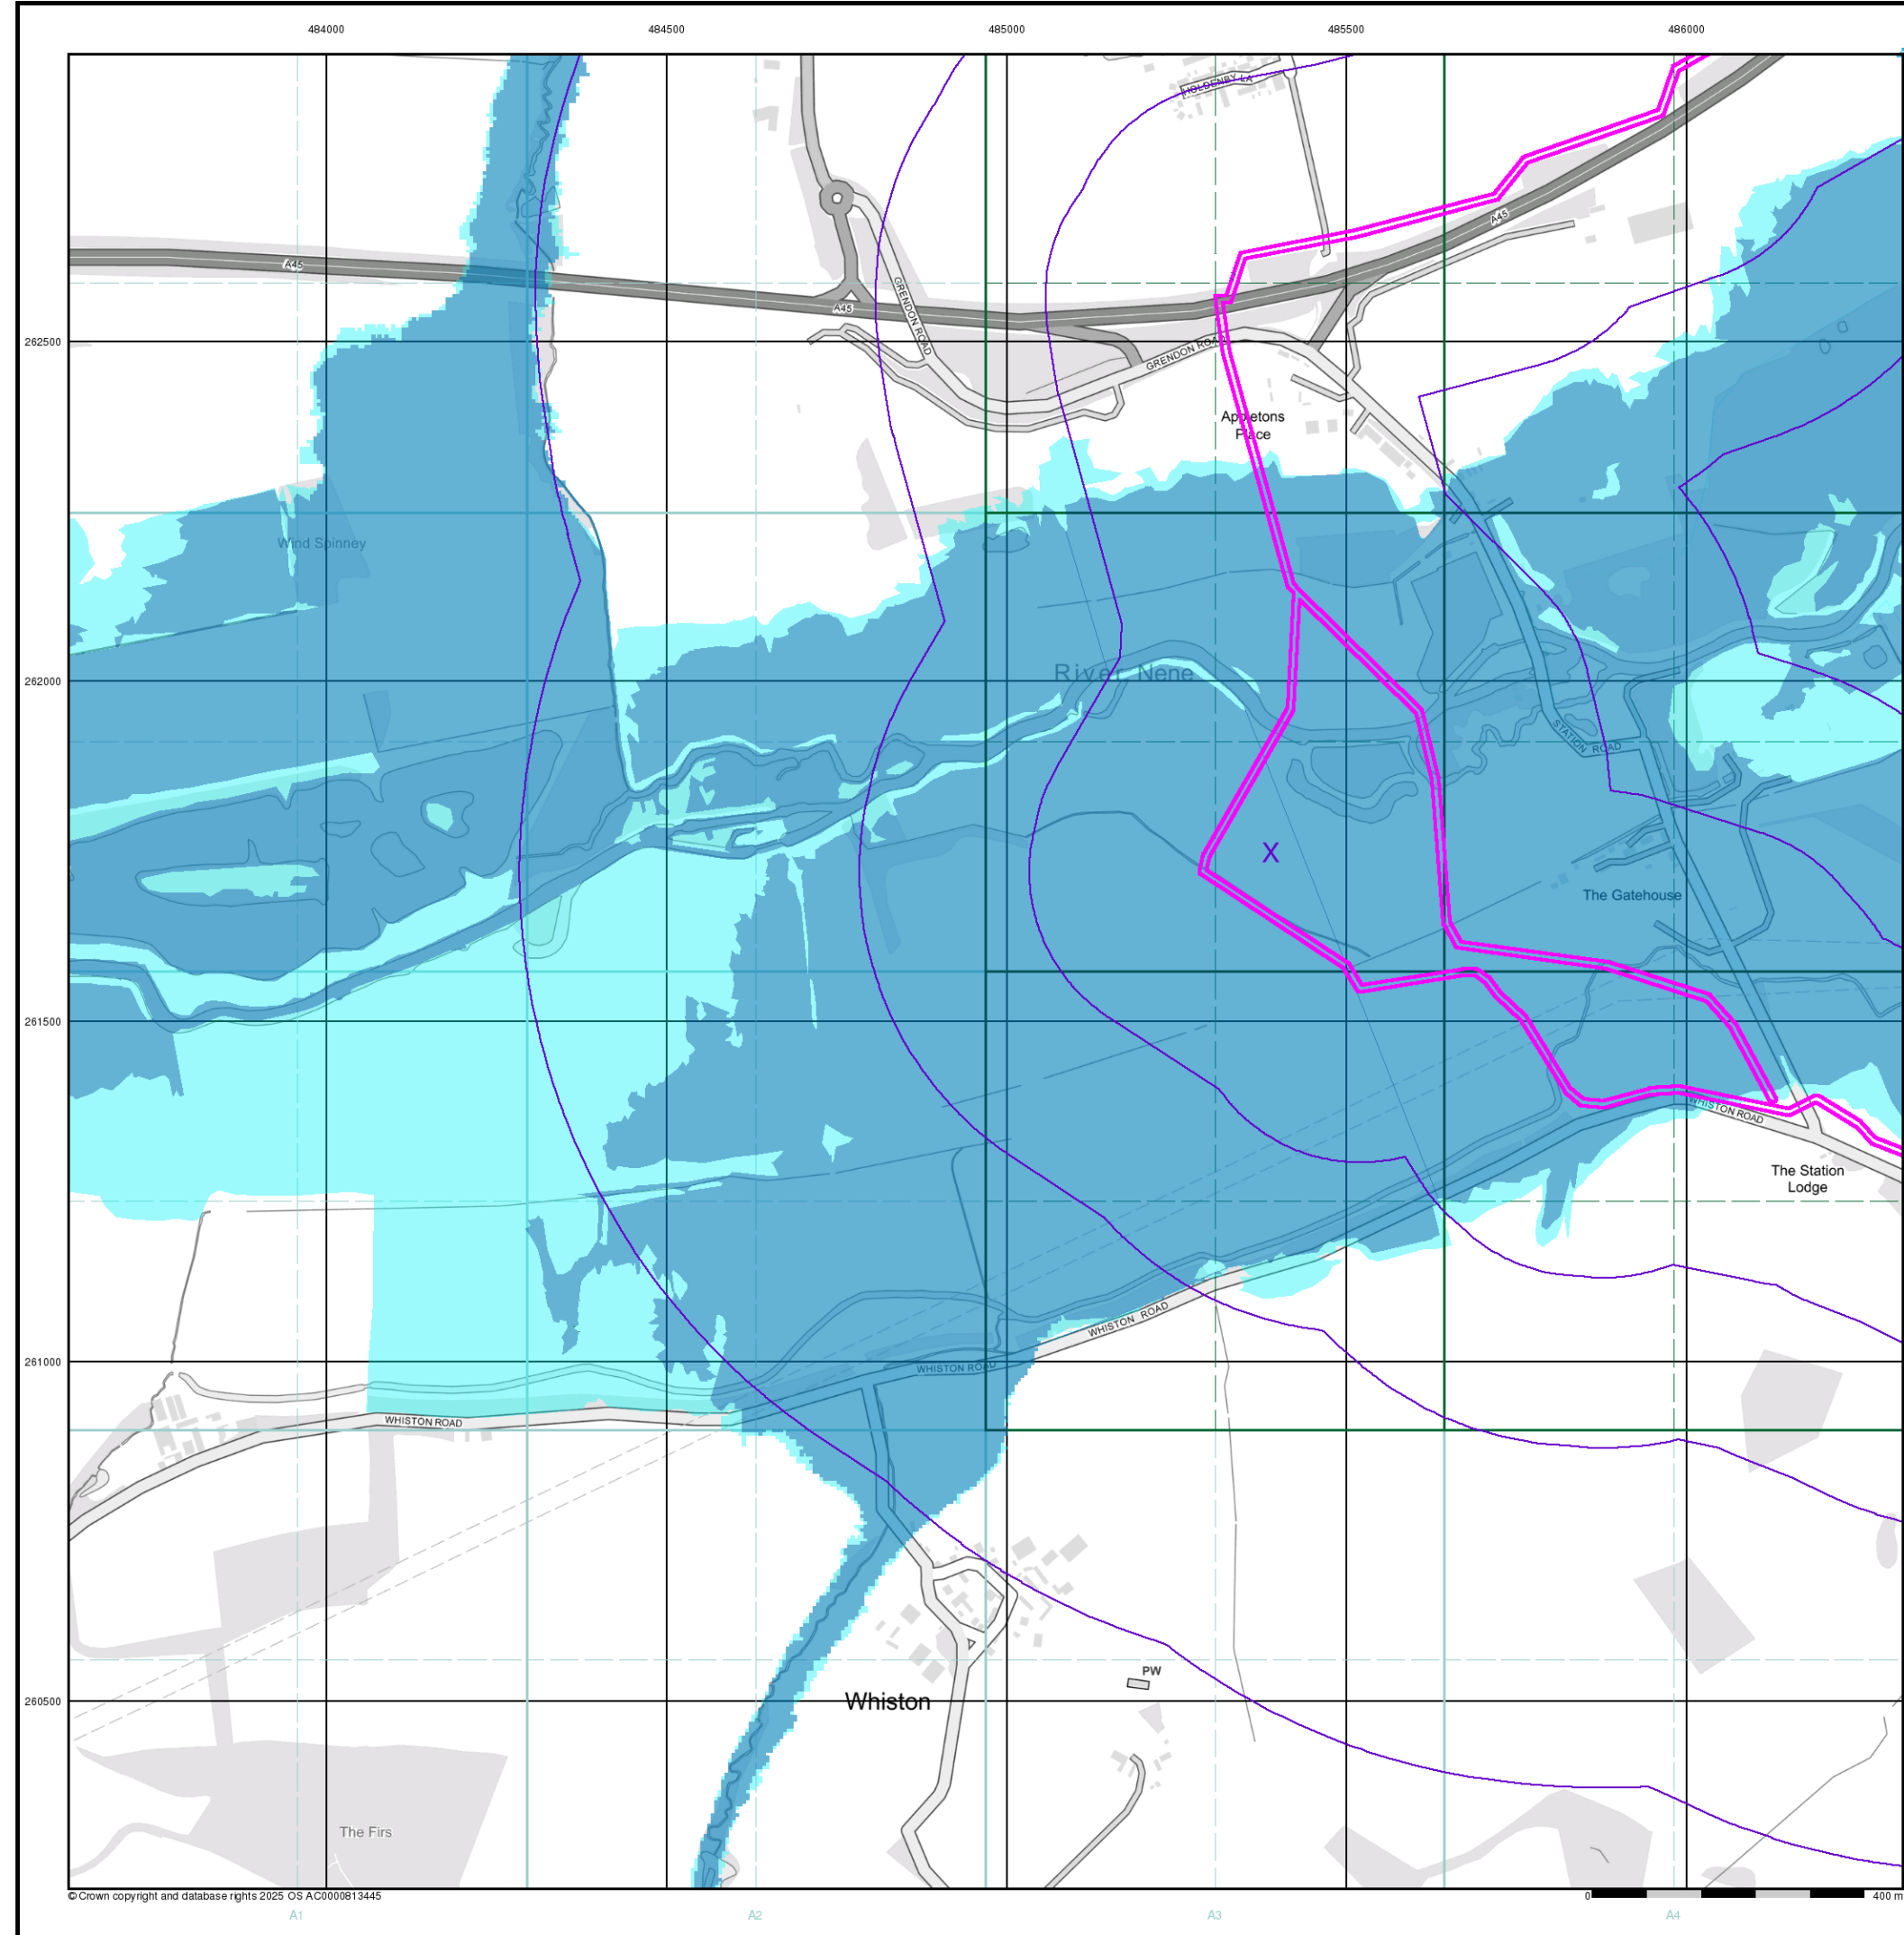 484000 484500 485000 485500 486000
HOLDENBY LA
A45
A45
A45
GRENDON ROAD
262500
GRENDON ROAD
Appletons
Place
Wind Spinney
262000
River Nene
STATION ROAD
X
The Gatehouse
261500
WHISTON ROAD
The Station
Lodge
WHISTON ROAD
261000
WHISTON ROAD
WHISTON ROAD
PW
260500
Whiston
The Firs
© Crown copyright and database rights 2025 OS AC0000813445
0 400 m
A1 A2 A3 A4